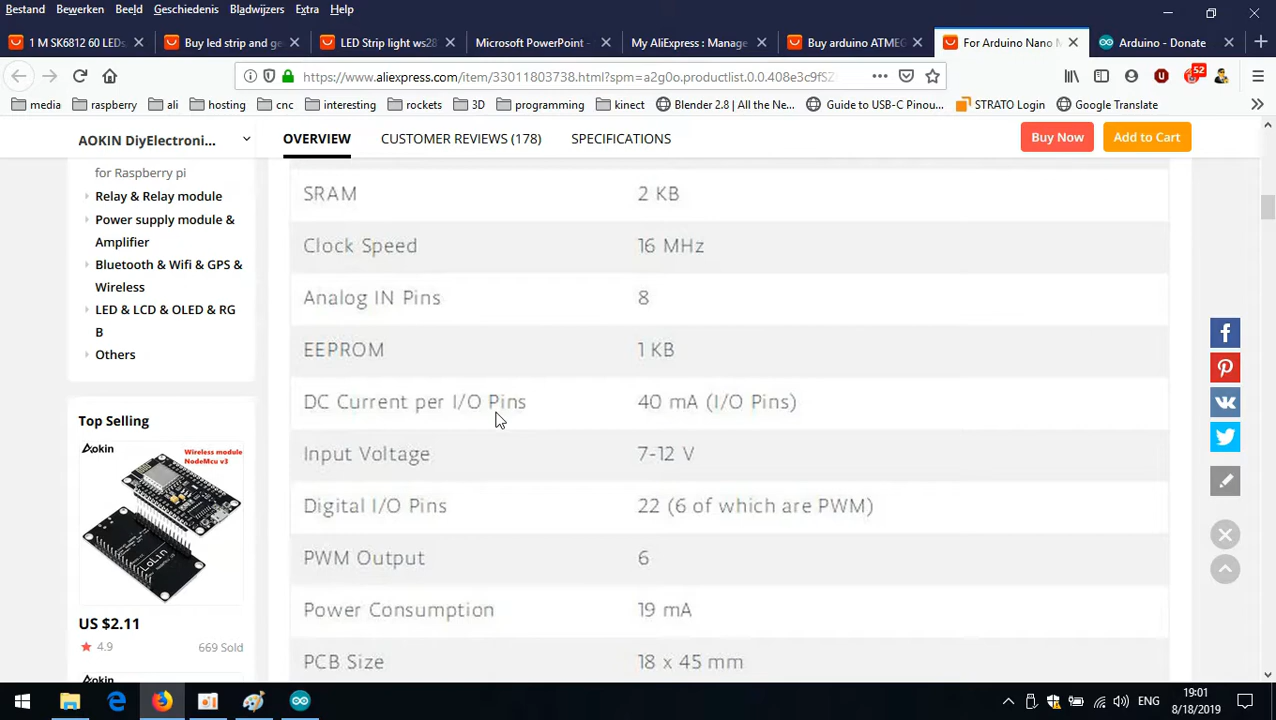 Bestand Bewerken Beeld Geschiedenis Bladwijzers Extra Help
1 M SK6812 60 LEDs
Buy led strip and ge
LED Strip light ws28
Microsoft PowerPoint -
My AliExpress : Manage
Buy arduino ATMEG
For Arduino Nano M
Arduino - Donate
https://www.aliexpress.com/item/33011803738.html?spm=a2g0o.productlist.0.0.408e3c9fSZ
52
media raspberry ali hosting cnc interesting rockets 3D programming kinect Blender 2.8 | All the Ne... Guide to USB-C Pinou... STRATO Login Google Translate
AOKIN DiyElectroni...
OVERVIEW CUSTOMER REVIEWS (178) SPECIFICATIONS
Buy Now Add to Cart
for Raspberry pi
Relay & Relay module
Power supply module &
Amplifier
Bluetooth & Wifi & GPS &
Wireless
LED & LCD & OLED & RG
B
Others
Top Selling
Aokin
Wireless module
NodeMcu v3
LoLin
US $2.11
4.9 669 Sold
SRAM 2 KB
Clock Speed 16 MHz
Analog IN Pins 8
EEPROM 1 KB
DC Current per I/O Pins 40 mA (I/O Pins)
Input Voltage 7-12 V
Digital I/O Pins 22 (6 of which are PWM)
PWM Output 6
Power Consumption 19 mA
PCB Size 18 x 45 mm
ENG
19:01
8/18/2019